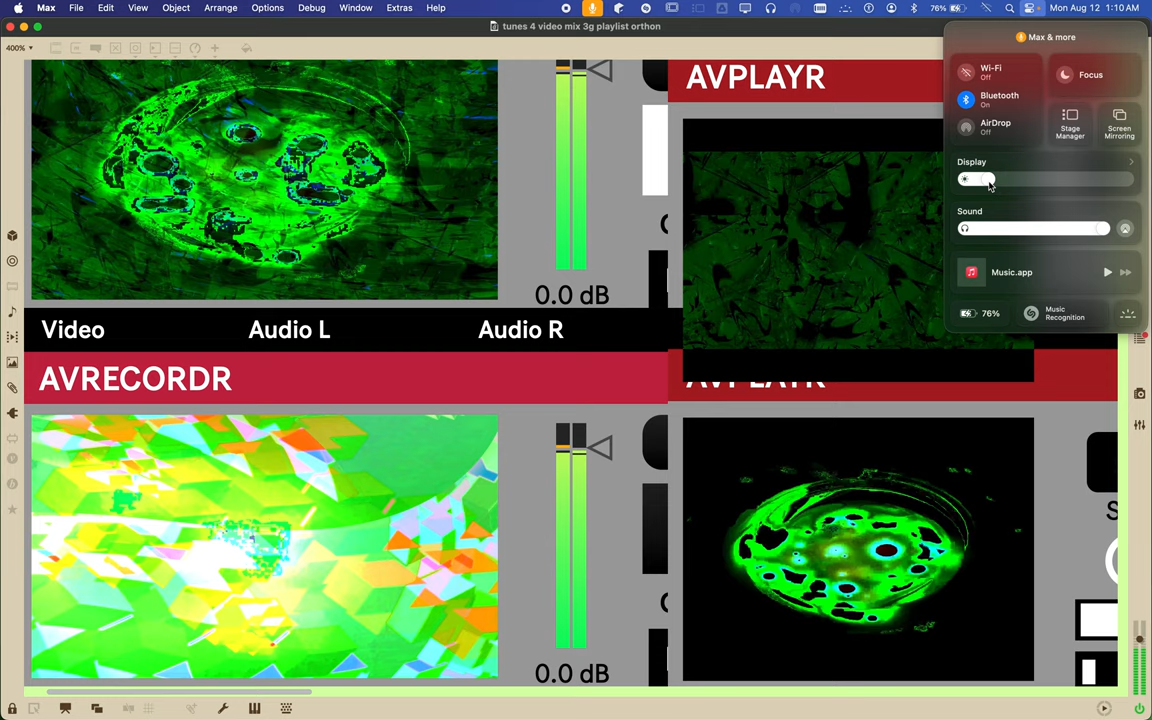 Max File Edit View Object Arrange Options Debug Window Extras Help
76% Mon Aug 12 1:10 AM
tunes 4 video mix 3g playlist orthon
400%
Max & more
Wi-Fi
Off
Bluetooth
On
AirDrop
Off
Focus
Stage
Manager
Screen
Mirroring
Display
Sound
Music.app
76%
Music
Recognition
AVPLAYR
0.0 dB
Video Audio L Audio R
AVRECORDR
0.0 dB